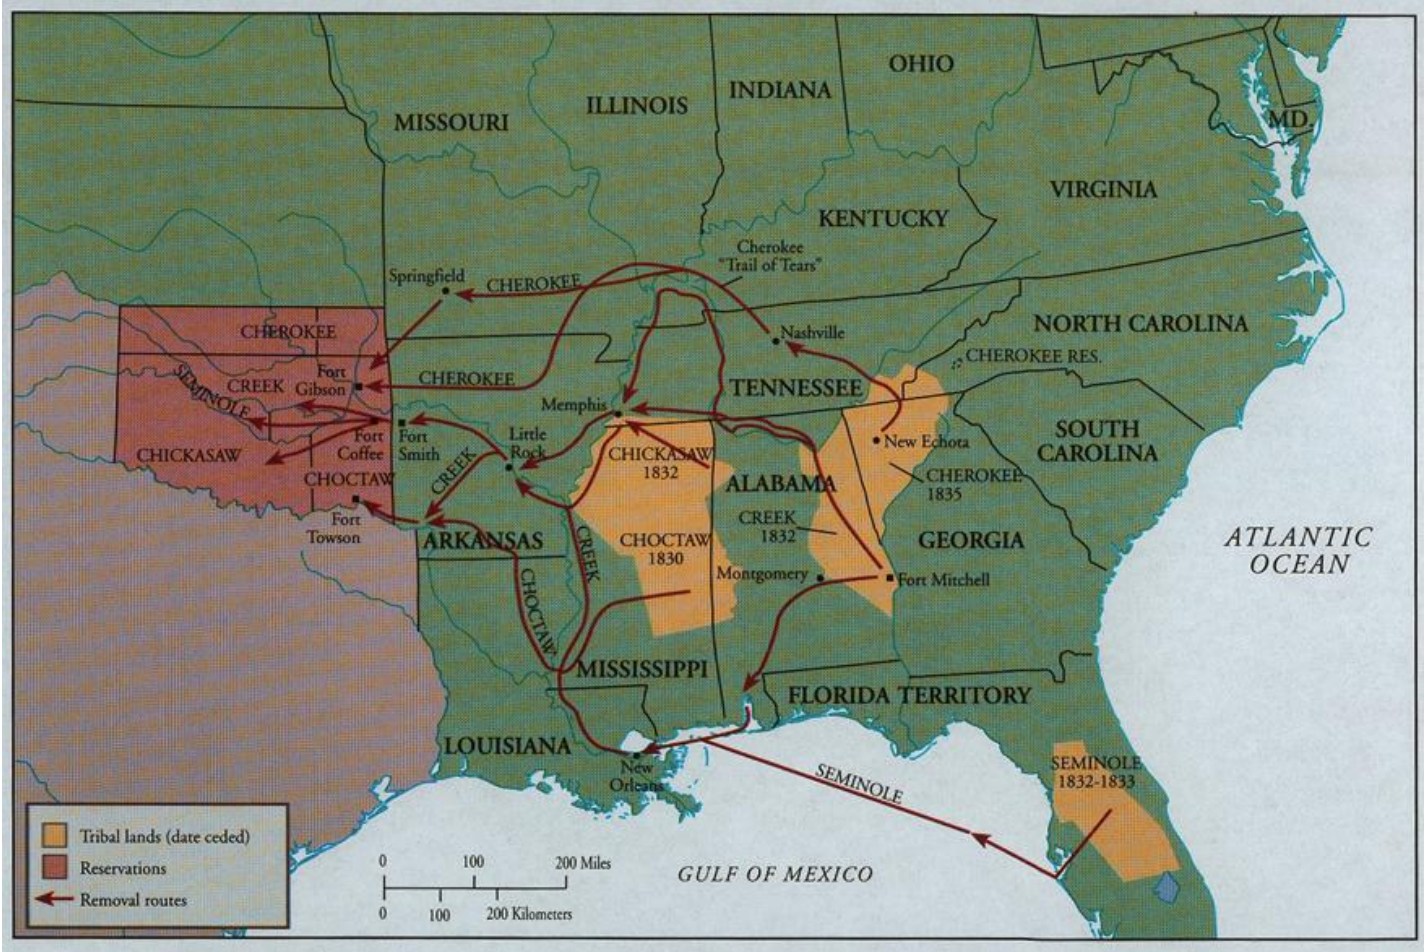 OHIO
INDIANA
ILLINOIS
MISSOURI
MD.
VIRGINIA
KENTUCKY
Cherokee
"Trail of Tears"
Springfield
CHEROKEE
CHEROKEE
Nashville
NORTH CAROLINA
CHEROKEE RES.
Fort
Gibson
CREEK
SEMINOLE
CHEROKEE
TENNESSEE
Memphis
Fort
Coffee
Fort
Smith
Little
Rock
CHICKASAW
1832
New Echota
SOUTH
CAROLINA
CHICKASAW
CHOCTAW
CREEK
ALABAMA
CHEROKEE
1835
Fort
Towson
ARKANSAS
CREEK
CHOCTAW
1830
CREEK
1832
GEORGIA
ATLANTIC
OCEAN
Montgomery
Fort Mitchell
CHOCTAW
MISSISSIPPI
FLORIDA TERRITORY
LOUISIANA
New
Orleans
SEMINOLE
SEMINOLE
1832-1833
GULF OF MEXICO
Tribal lands (date ceded)
Reservations
Removal routes
0 100 200 Miles
0 100 200 Kilometers